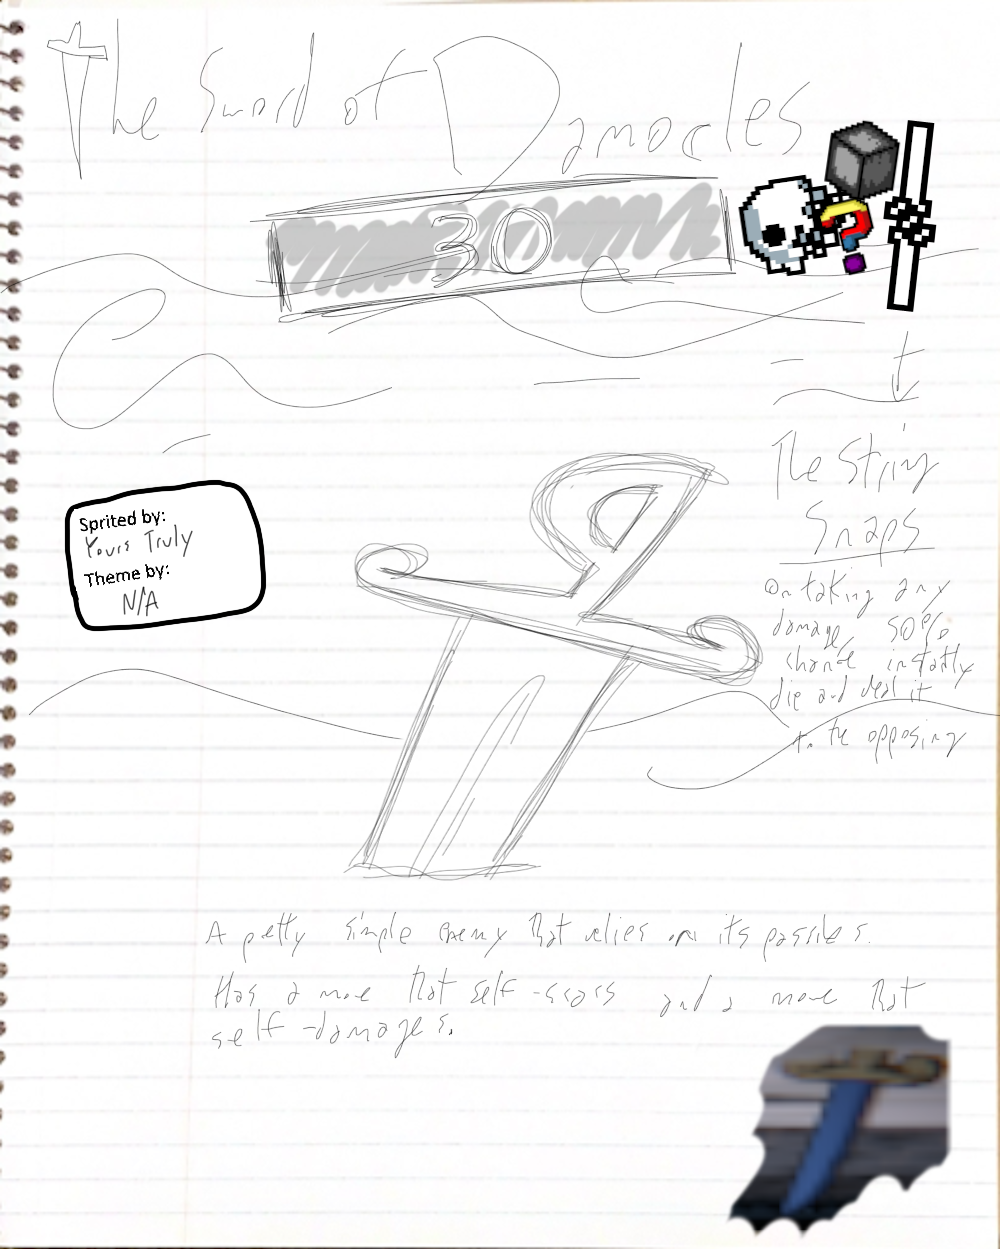 The Sword of Damocles
30
The String
Snaps
on taking any
damage, 50%
chance instantly
die and deal it
to the opposing
Sprited by:
Yours Truly
Theme by:
N/A
A pretty simple enemy that relies on its passives.
Has a move that self-scars and a move that
self-damages.